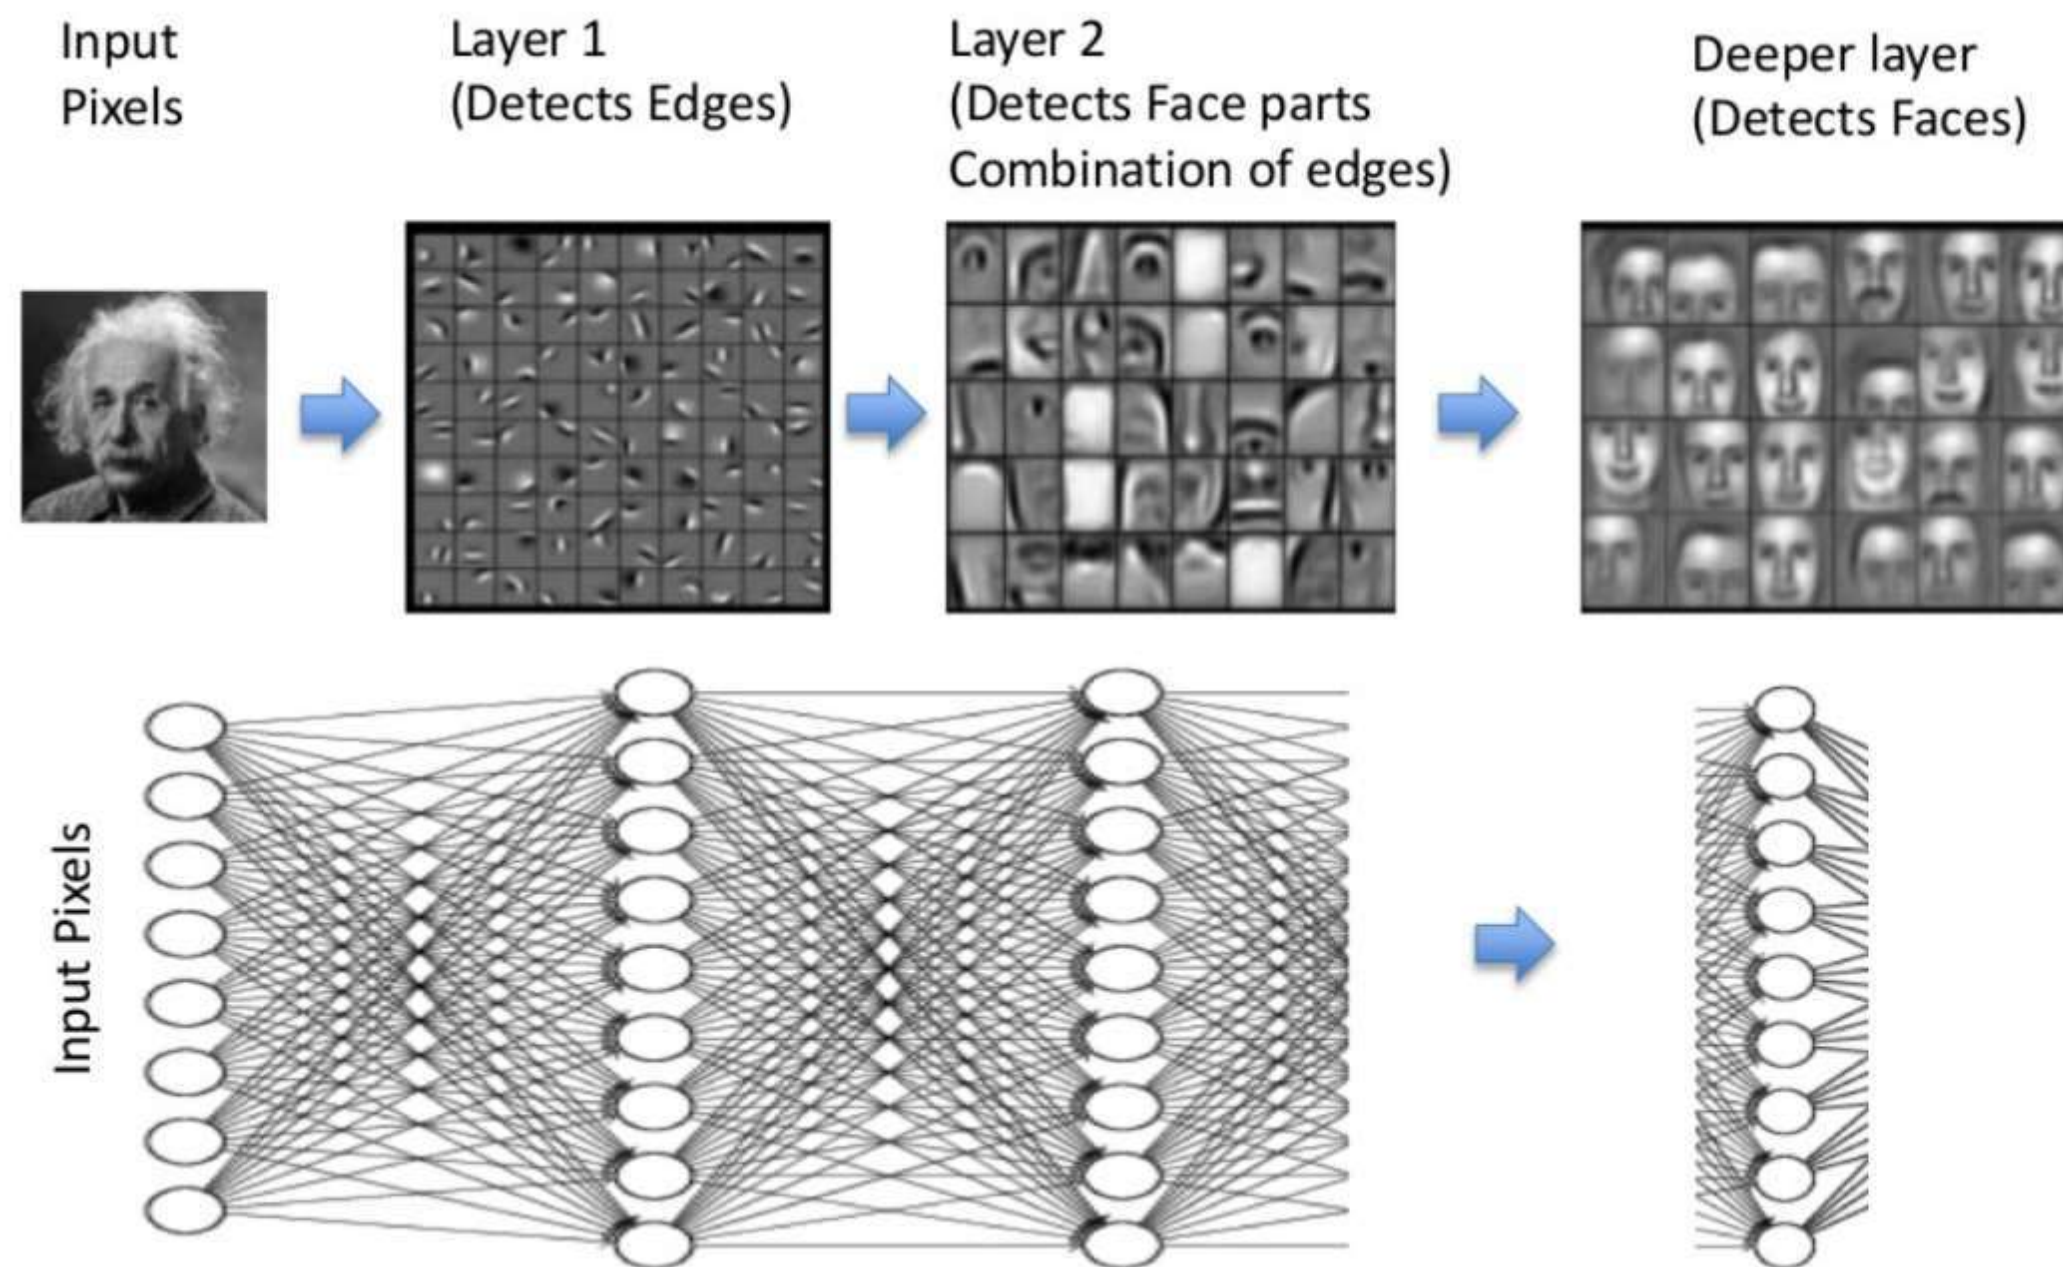 Input
Pixels
Layer 1
(Detects Edges)
Layer 2
(Detects Face parts
Combination of edges)
Deeper layer
(Detects Faces)
Input Pixels